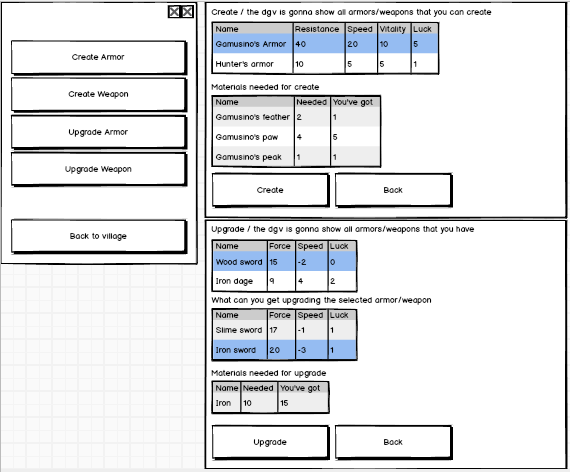 Create Armor
Create Weapon
Upgrade Armor
Upgrade Weapon
Back to village
Create / the dgv is gonna show all armors/weapons that you can create
Name Resistance Speed Vitality Luck
Gamusino's Armor 40 20 10 5
Hunter's armor 10 5 5 1
Materials needed for create
Name Needed You've got
Gamusino's feather 2 1
Gamusino's paw 4 5
Gamusino's peak 1 1
Create Back
Upgrade / the dgv is gonna show all armors/weapons that you have
Name Force Speed Luck
Wood sword 15 -2 0
Iron dage 9 4 2
What can you get upgrading the selected armor/weapon
Name Force Speed Luck
Slime sword 17 -1 1
Iron sword 20 -3 1
Materials needed for upgrade
Name Needed You've got
Iron 10 15
Upgrade Back